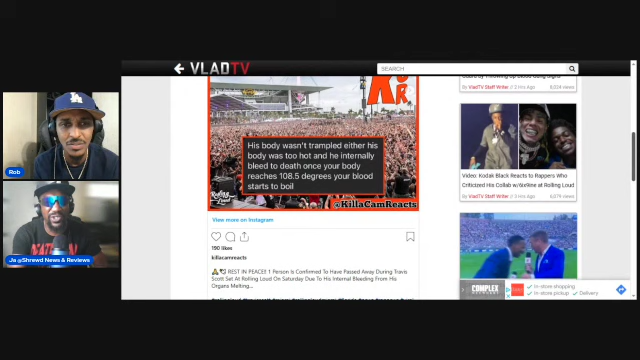 VLADTV
SEARCH
By VladTV Staff Writer
His body wasn't trampled either his
body was too hot and he internally
bleed to death once your body
reaches 108.5 degrees your blood
starts to boil
@KillaCamReacts
View more on Instagram
190 likes
killacamreacts
REST IN PEACE!! 1 Person Is Confirmed To Have Passed Away During Travis
Scott Set At Rolling Loud On Saturday Due To His Internal Bleeding From His
Organs Melting...
Video: Kodak Black Reacts to Rappers Who
Criticized His Collab w/6ix9ine at Rolling Loud
By VladTV Staff Writer
COMPLEX
In-store shopping
In-store pickup
Delivery
Rob
Ja @Shrewd News & Reviews